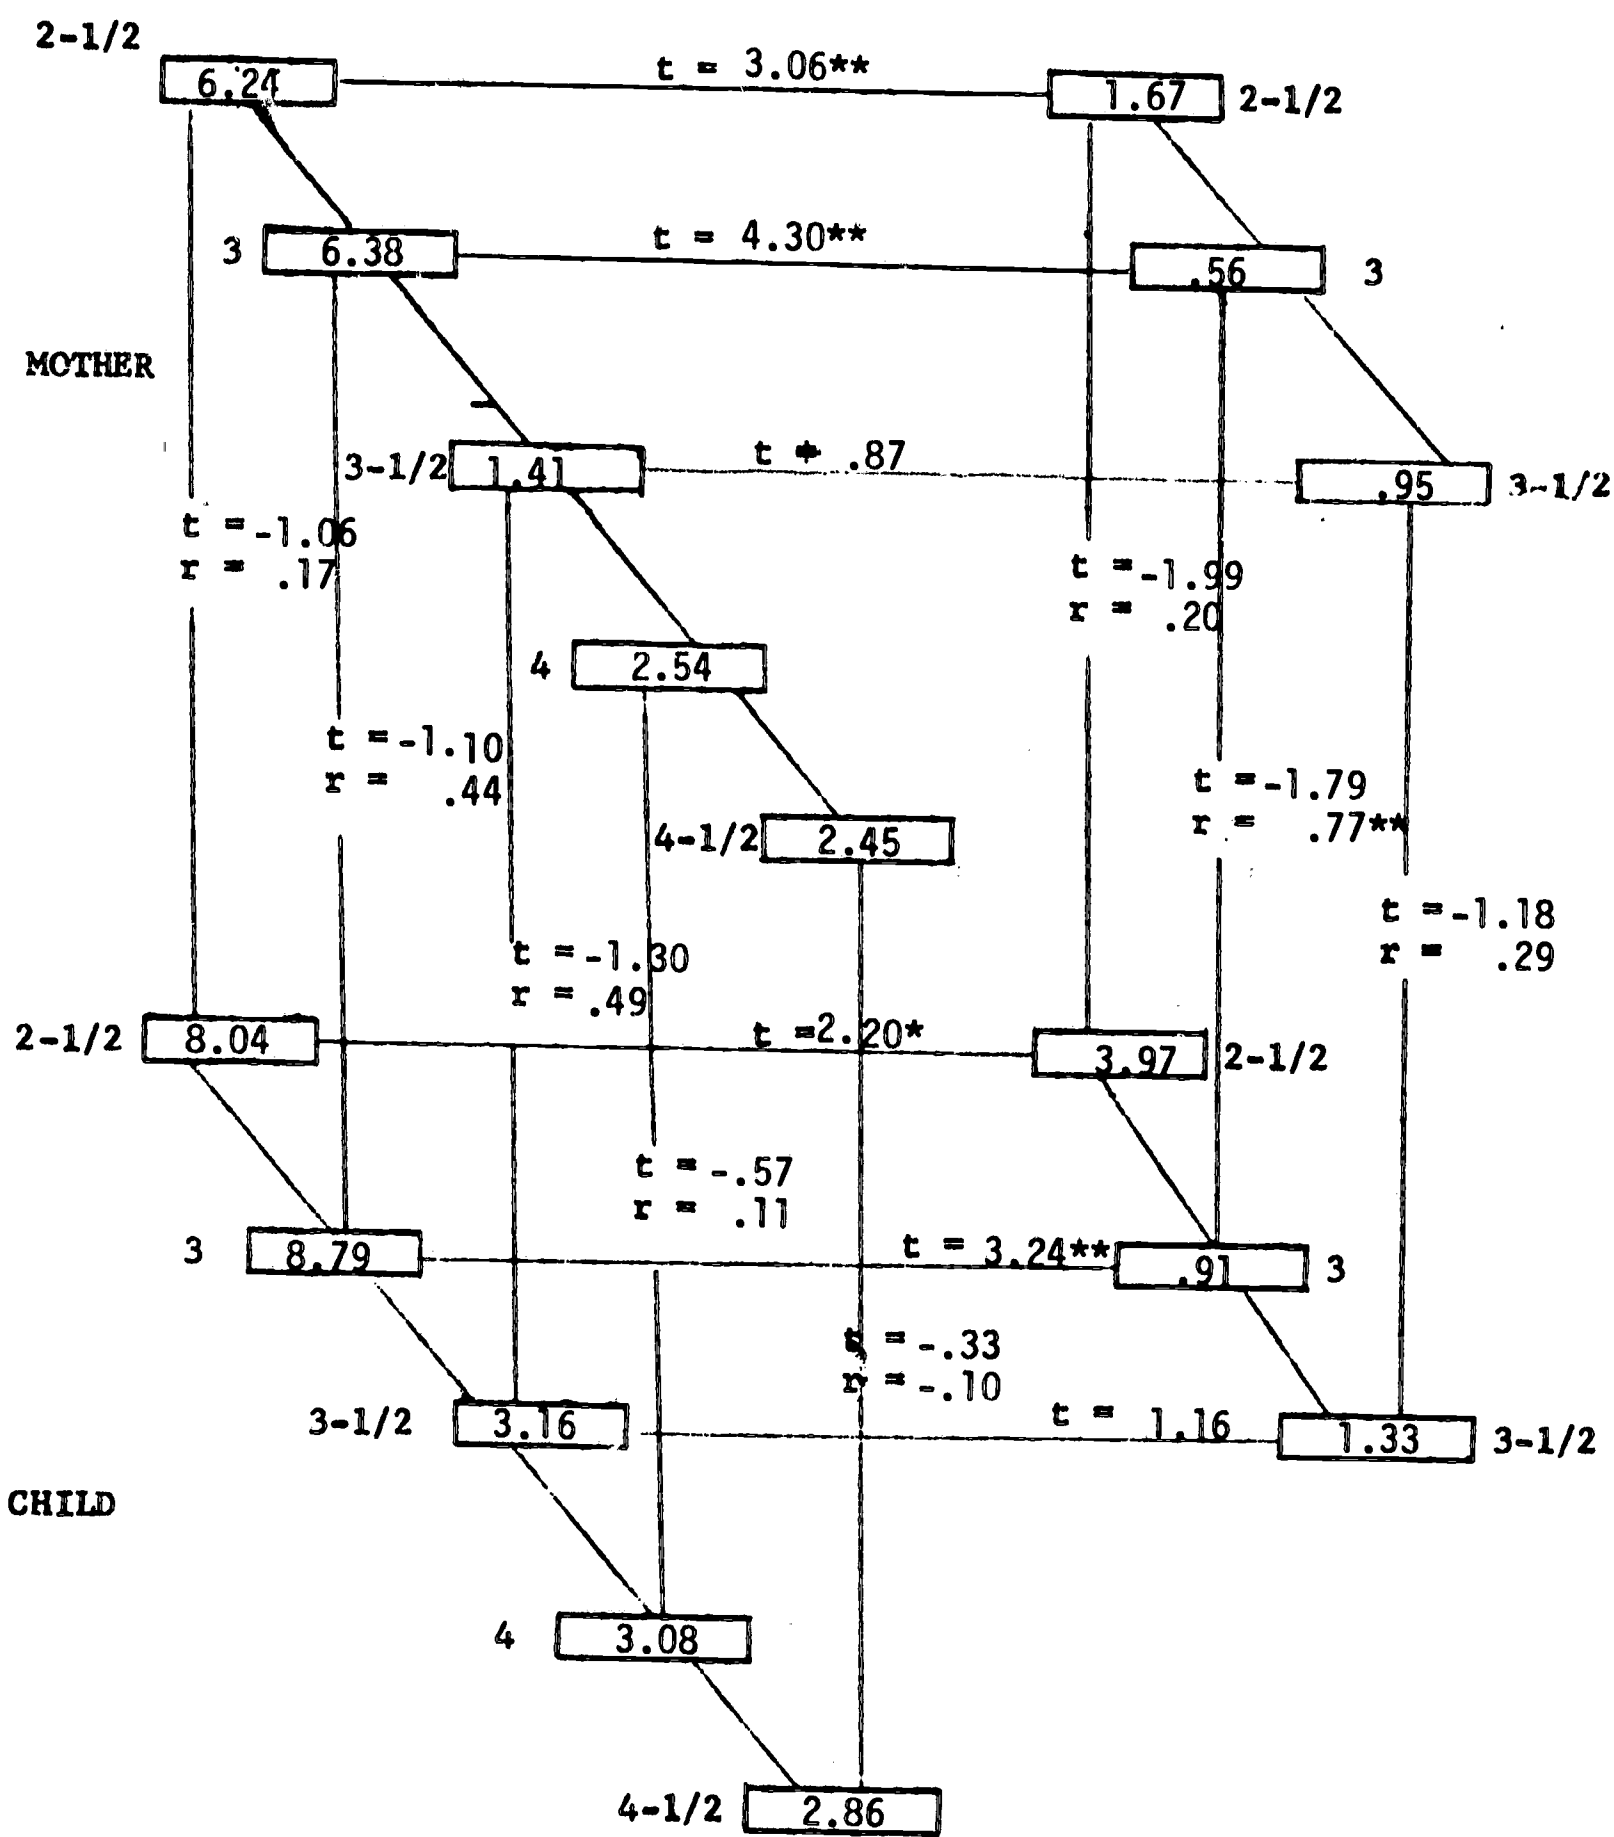 2-1/2
6.24 t = 3.06** 1.67 2-1/2
3 6.38 t = 4.30** .56 3
MOTHER
3-1/2 1.41 t = .87 .95 3-1/2
t = -1.06
r = .17
t = -1.99
r = .20
4 2.54
t = -1.10
r = .44
t = -1.79
r = .77**
4-1/2 2.45
t = -1.18
r = .29
t = -1.30
r = .49
2-1/2 8.04 t =2.20* 3.97 2-1/2
t = -.57
r = .11
3 8.79 t = 3.24** .91 3
t = -.33
r = -.10
3-1/2 3.16 t = 1.16 1.33 3-1/2
CHILD
4 3.08
4-1/2 2.86